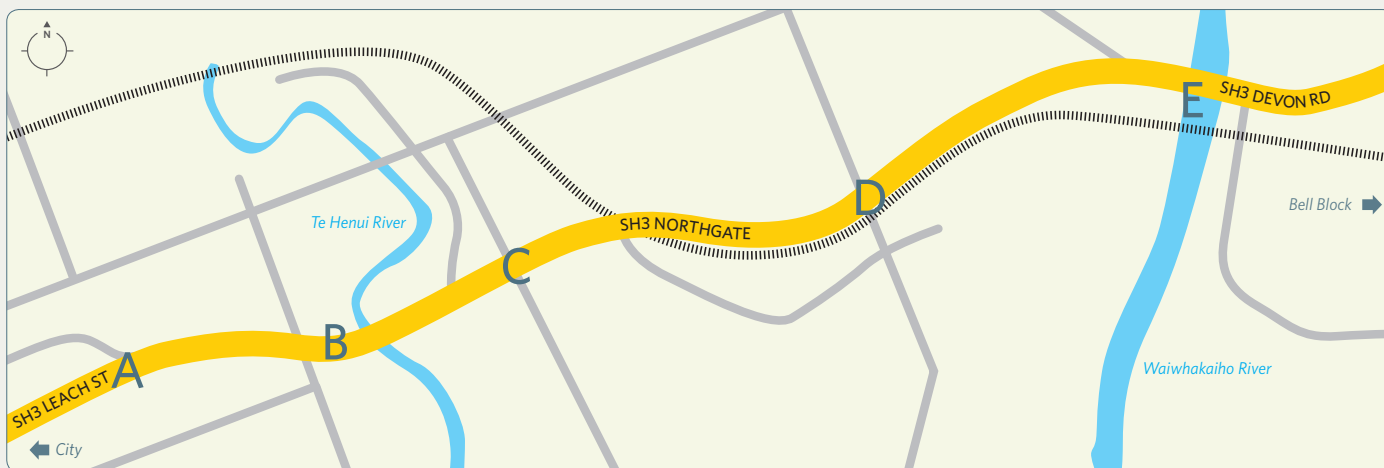 N
SH3 DEVON RD
E
D
Bell Block
Te Henui River
SH3 NORTHGATE
C
B
A
Waiwhakaiho River
SH3 LEACH ST
City